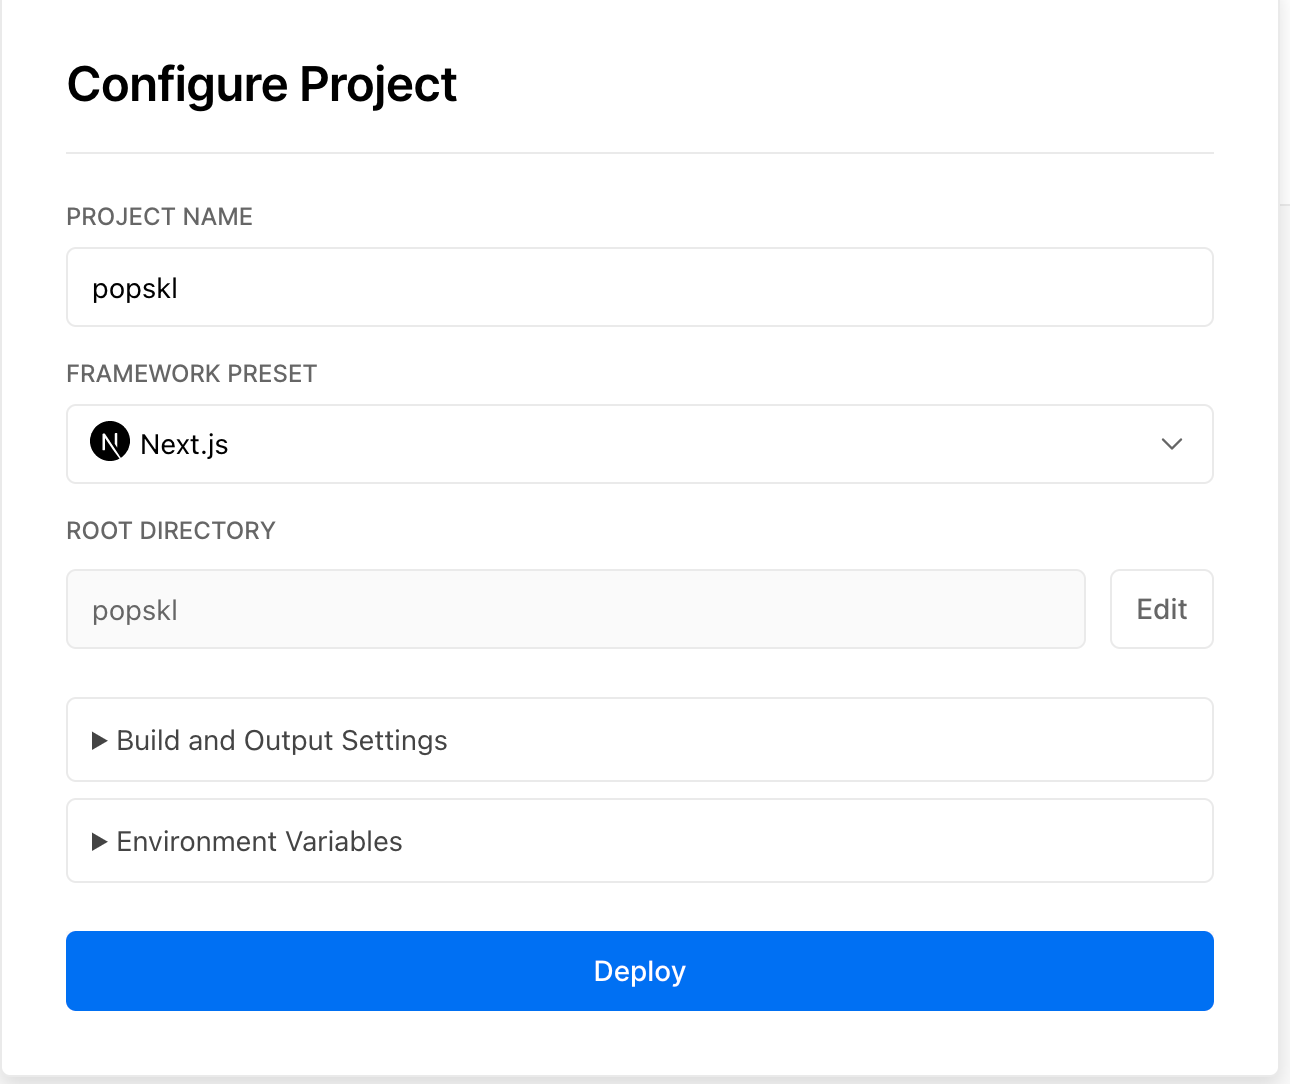 Configure Project
PROJECT NAME
popskl
FRAMEWORK PRESET
N Next.js
ROOT DIRECTORY
popskl
Edit
Build and Output Settings
Environment Variables
Deploy